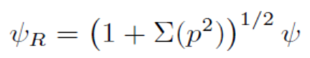 ψ_R = (1 + Σ(p²))^{1/2} ψ